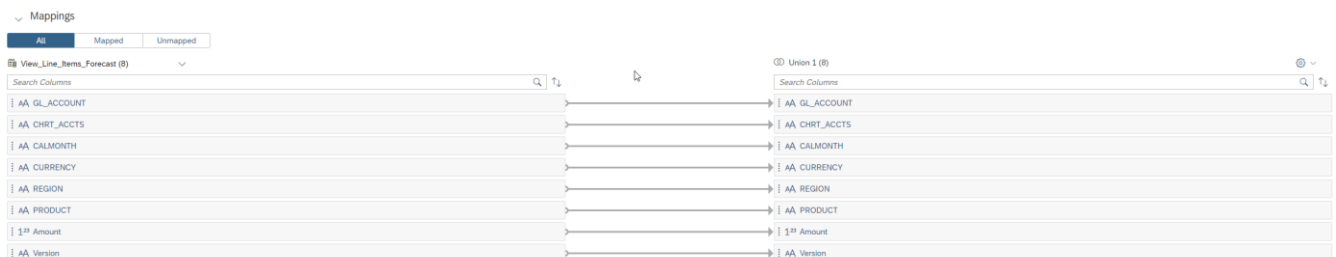 Mappings
All Mapped Unmapped
View_Line_Items_Forecast (8) Union 1 (8)
Search Columns Search Columns
AA GL_ACCOUNT AA GL_ACCOUNT
AA CHRT_ACCTS AA CHRT_ACCTS
AA CALMONTH AA CALMONTH
AA CURRENCY AA CURRENCY
AA REGION AA REGION
AA PRODUCT AA PRODUCT
123 Amount 123 Amount
AA Version AA Version